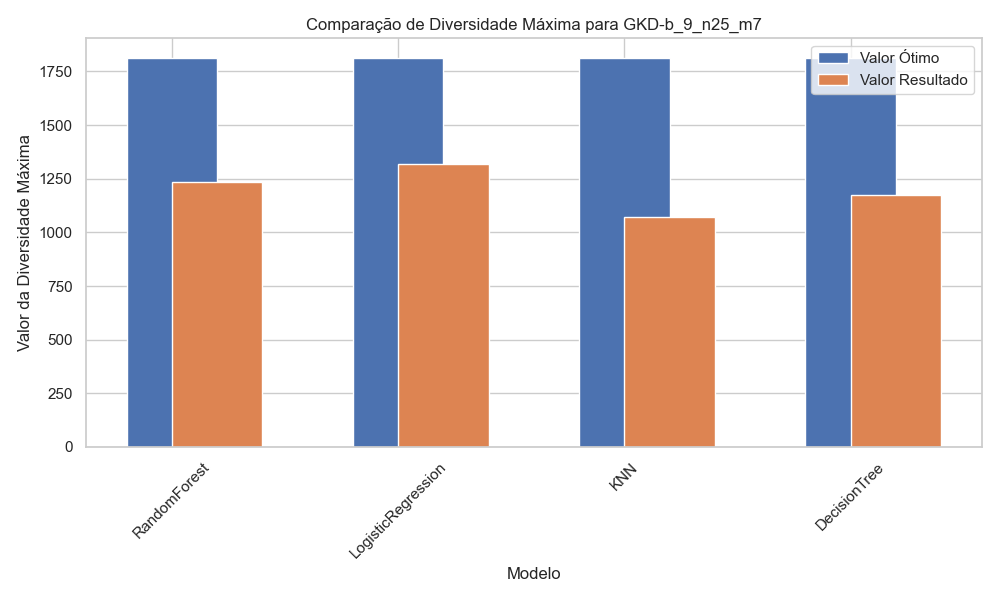 Comparação de Diversidade Máxima para GKD-b_9_n25_m7
Valor Ótimo
Valor Resultado
Valor da Diversidade Máxima
1750
1500
1250
1000
750
500
250
0
RandomForest
LogisticRegression
KNN
DecisionTree
Modelo